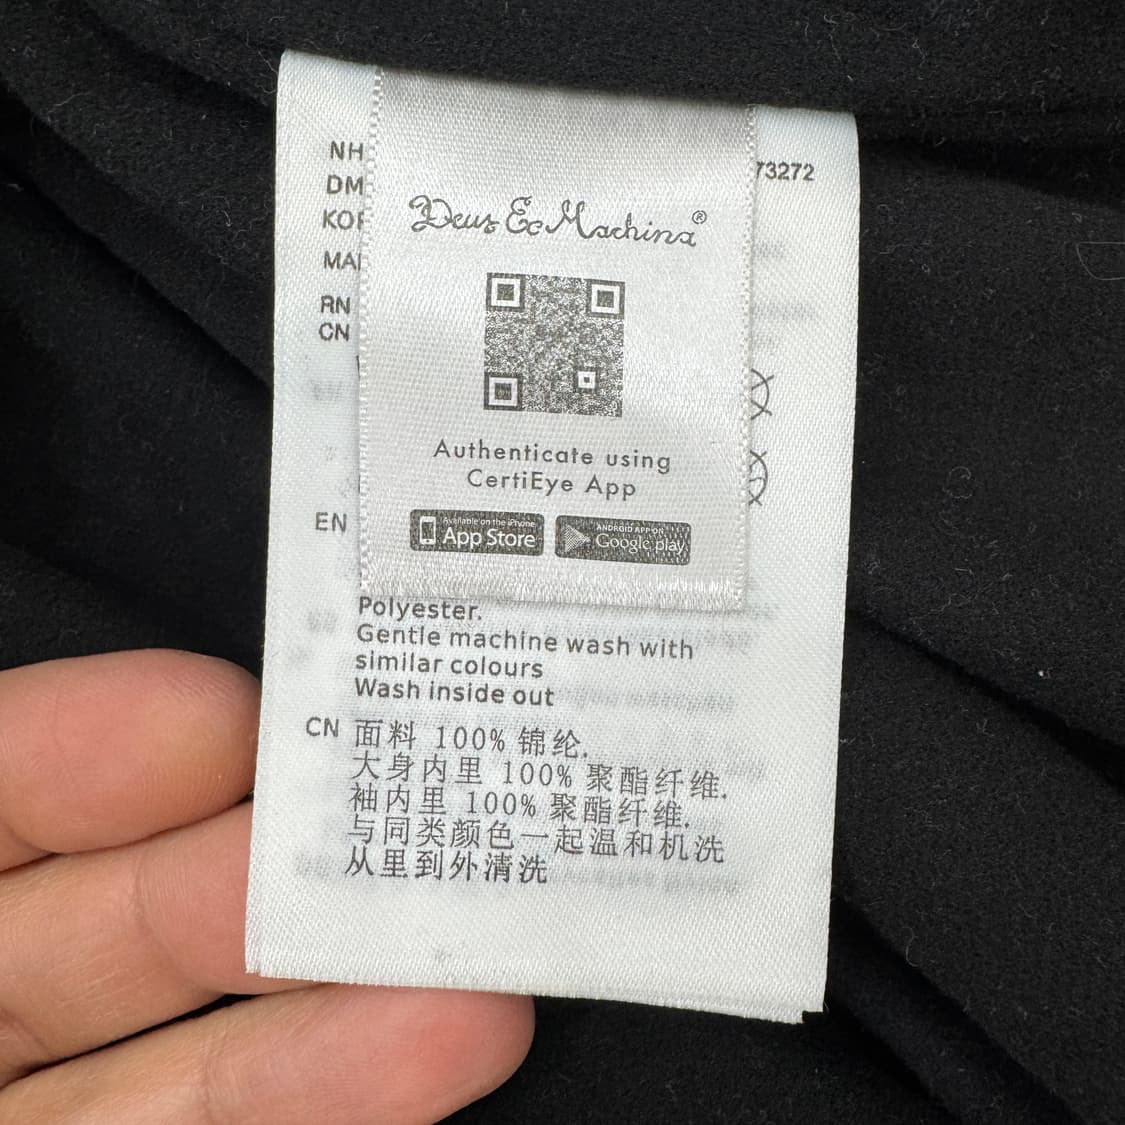 NH
73272
DM
KO
MA
RN
CN
Deus Ex Machina®
Authenticate using
CertiEye App
Available on the iPhone
App Store
ANDROID APP ON
Google play
EN
Polyester.
Gentle machine wash with
similar colours
Wash inside out
CN 面料 100% 锦纶.
大身内里 100% 聚酯纤维.
袖内里 100% 聚酯纤维.
与同类颜色一起温和机洗
从里到外清洗